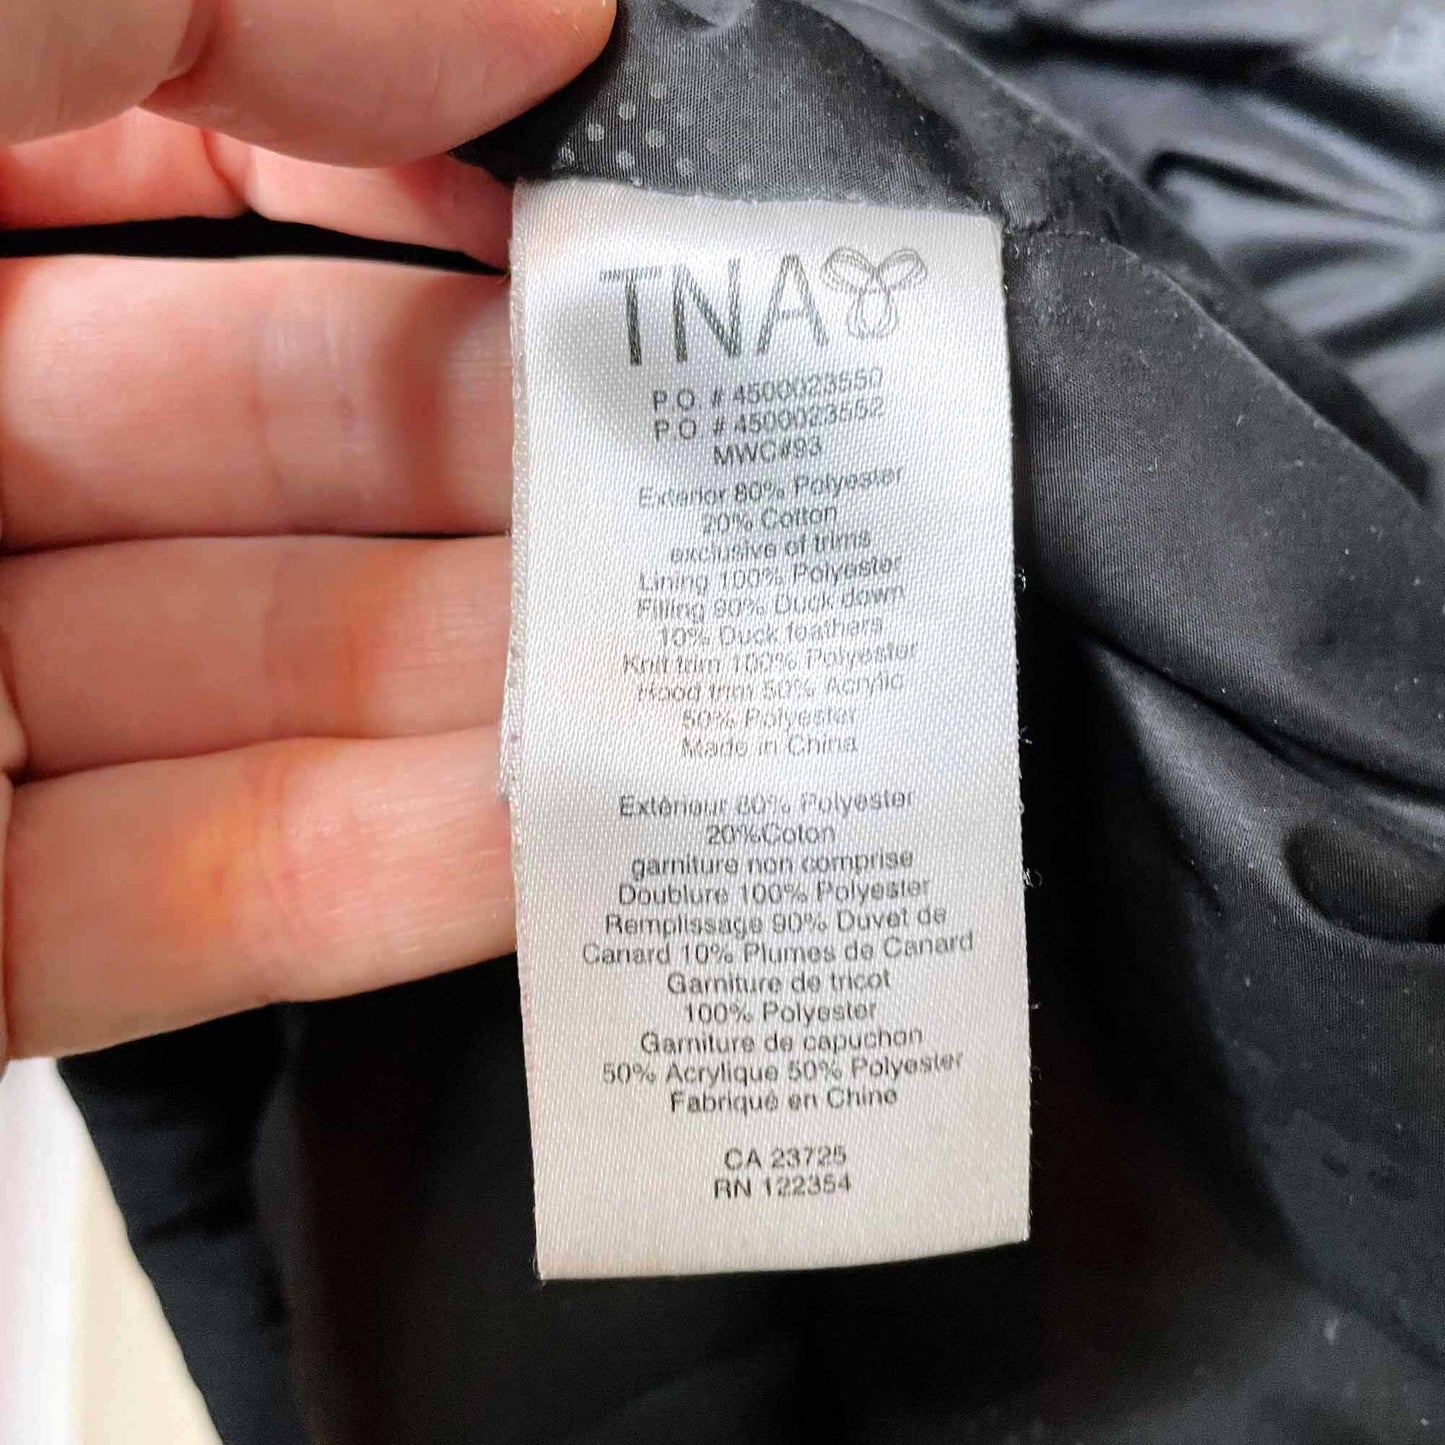 TNA
P.O. # 4500023550
P.O. # 4500023552
MWC#93
Exterior 80% Polyester
20% Cotton
exclusive of trims
Lining 100% Polyester
Filling 90% Duck down
10% Duck feathers
Knit trim 100% Polyester
Hood trim 50% Acrylic
50% Polyester
Made in China
Extérieur 80% Polyester
20%Coton
garniture non comprise
Doublure 100% Polyester
Remplissage 90% Duvet de
Canard 10% Plumes de Canard
Garniture de tricot
100% Polyester
Garniture de capuchon
50% Acrylique 50% Polyester
Fabriqué en Chine
CA 23725
RN 122354